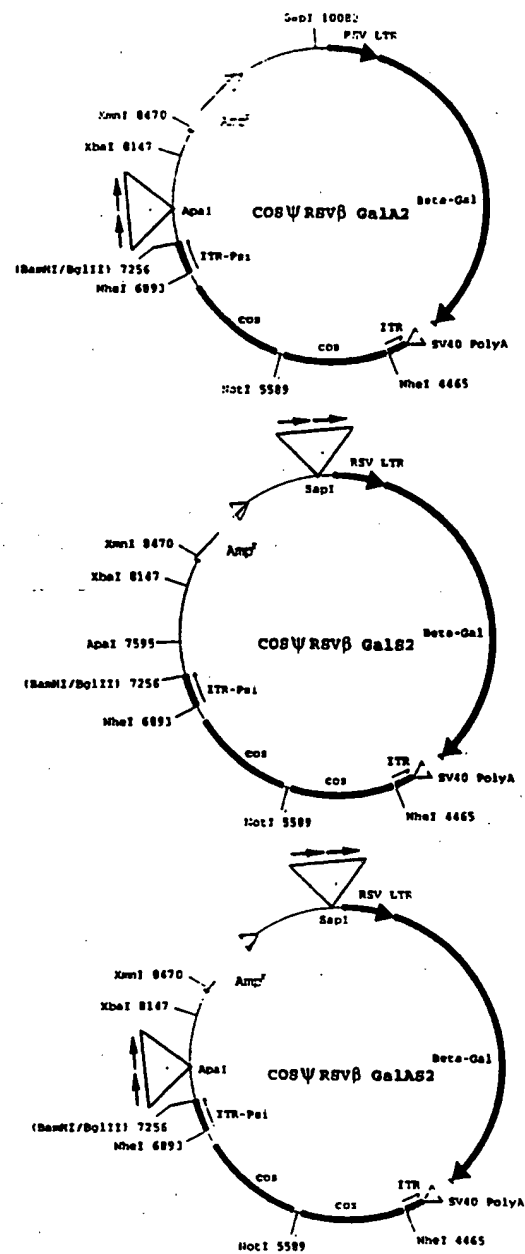 SapI 10082
RSV LTR
XmnI 8470
Ampr
XbaI 8147
ApaI
COSΨRSVβ GalA2
Beta-Gal
ITR-Psi
(BamHI/BglII) 7256
NheI 6893
cos
cos
ITR
SV40 PolyA
NotI 5589
NheI 4465
SapI
RSV LTR
XmnI 8470
Ampr
XbaI 8147
ApaI 7595
COSΨRSVβ GalS2
Beta-Gal
(BamHI/BglII) 7256
ITR-Psi
NheI 6893
cos
cos
ITR
SV40 PolyA
NotI 5589
NheI 4465
SapI
RSV LTR
XmnI 8470
Ampr
XbaI 8147
ApaI
COSΨRSVβ GalAS2
Beta-Gal
(BamHI/BglII) 7256
ITR-Psi
NheI 6893
cos
cos
ITR
SV40 PolyA
NotI 5589
NheI 4465